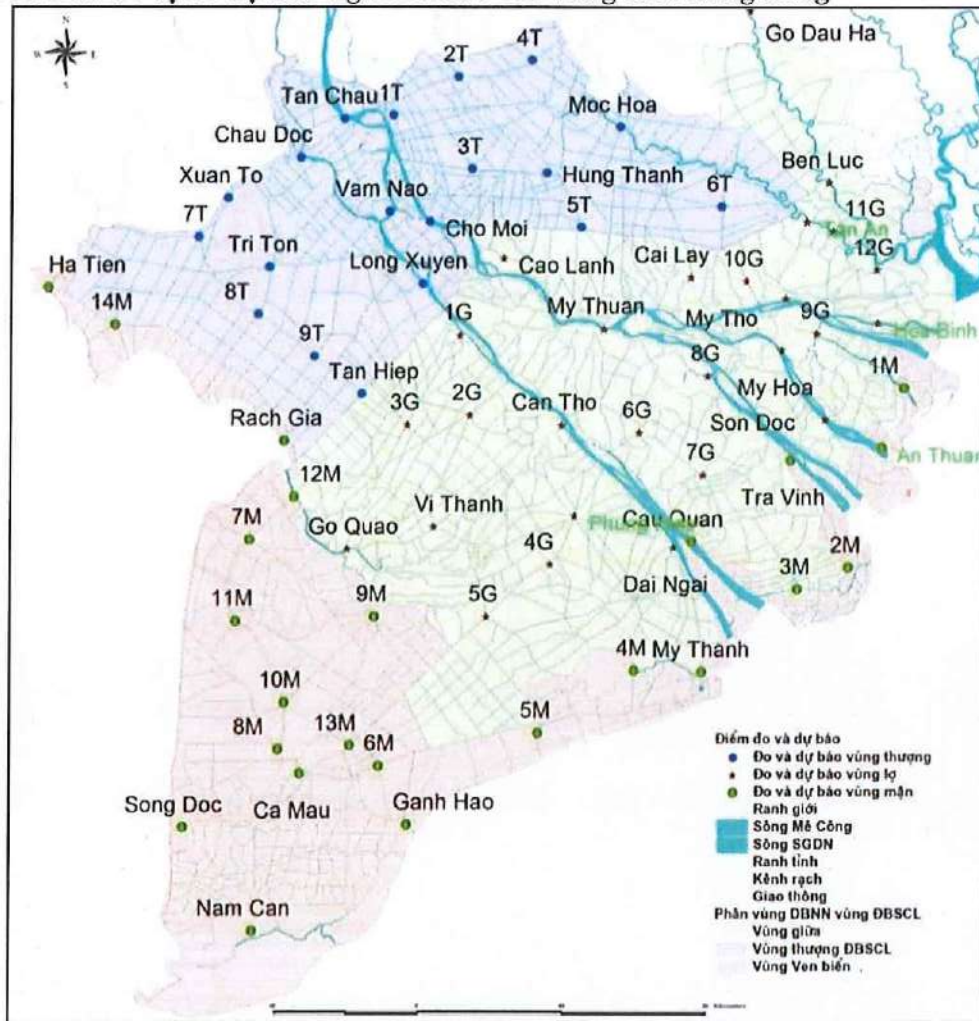 N
W E
S
Go Dau Ha
4T
2T
Tan Chau
1T
Moc Hoa
Chau Doc
3T
Ben Luc
Xuan To
Vam Nao
Hung Thanh
6T
7T
5T
11G
Tan An
Tri Ton
Cho Moi
12G
Ha Tien
Long Xuyen
Cao Lanh
Cai Lay
10G
14M
8T
1G
My Thuan
My Tho
9G
Hoa Binh
9T
8G
1M
Tan Hiep
My Hoa
3G
2G
Can Tho
6G
Son Doc
Rach Gia
7G
An Thuan
12M
Vi Thanh
Tra Vinh
7M
Go Quao
Cau Quan
4G
2M
Dai Ngai
3M
11M
9M
5G
4M
My Thanh
10M
5M
8M
13M
6M
Song Doc
Ca Mau
Ganh Hao
Nam Can
Điểm đo và dự báo
Đo và dự báo vùng thượng
Đo và dự báo vùng lợ
Đo và dự báo vùng mặn
Ranh giới
Sông Mê Công
Sông SGDN
Ranh tỉnh
Kênh rạch
Giao thông
Phân vùng DBNN vùng ĐBSCL
Vùng giữa
Vùng thượng ĐBSCL
Vùng Ven biển